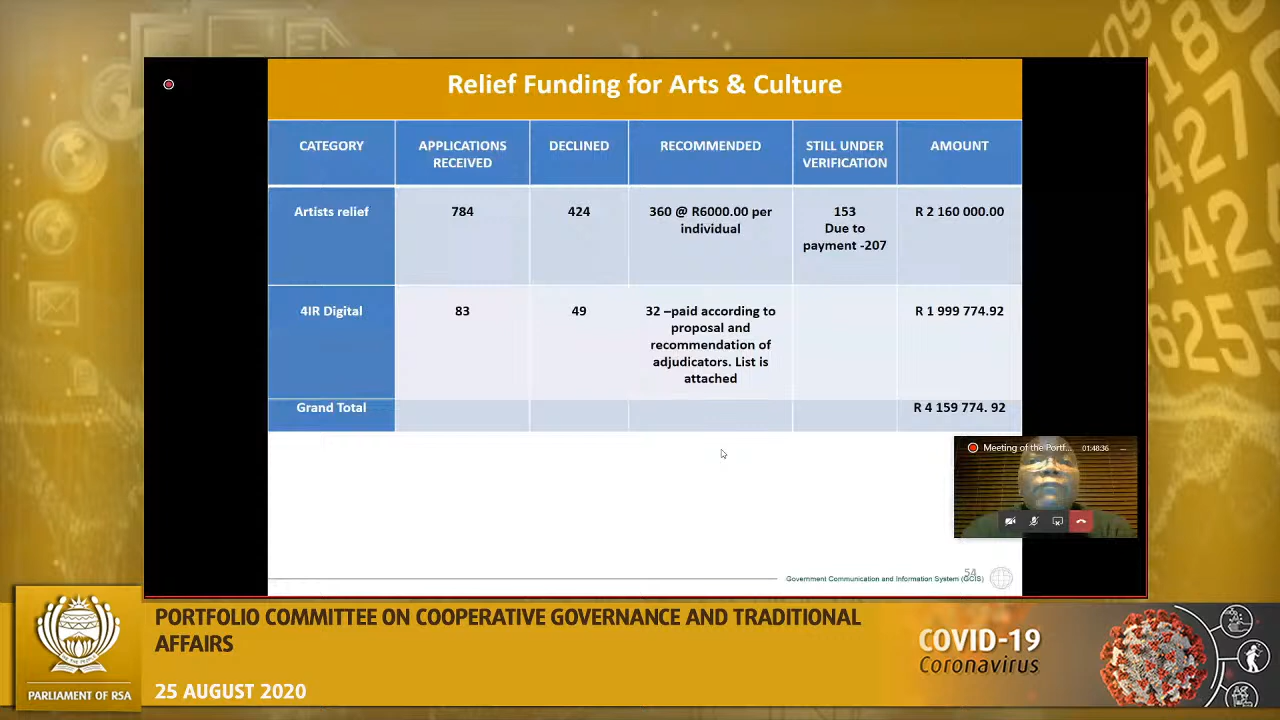 Relief Funding for Arts & Culture
CATEGORY
APPLICATIONS
RECEIVED
DECLINED
RECOMMENDED
STILL UNDER
VERIFICATION
AMOUNT
Artists relief
784
424
360 @ R6000.00 per
individual
153
Due to
payment -207
R 2 160 000.00
4IR Digital
83
49
32 –paid according to
proposal and
recommendation of
adjudicators. List is
attached
R 1 999 774.92
Grand Total
R 4 159 774. 92
Meeting of the Portf...
01:48:36
54
Government Communication and Information System (GCIS)
PORTFOLIO COMMITTEE ON COOPERATIVE GOVERNANCE AND TRADITIONAL
AFFAIRS
25 AUGUST 2020
PARLIAMENT OF RSA
COVID-19
Coronavirus